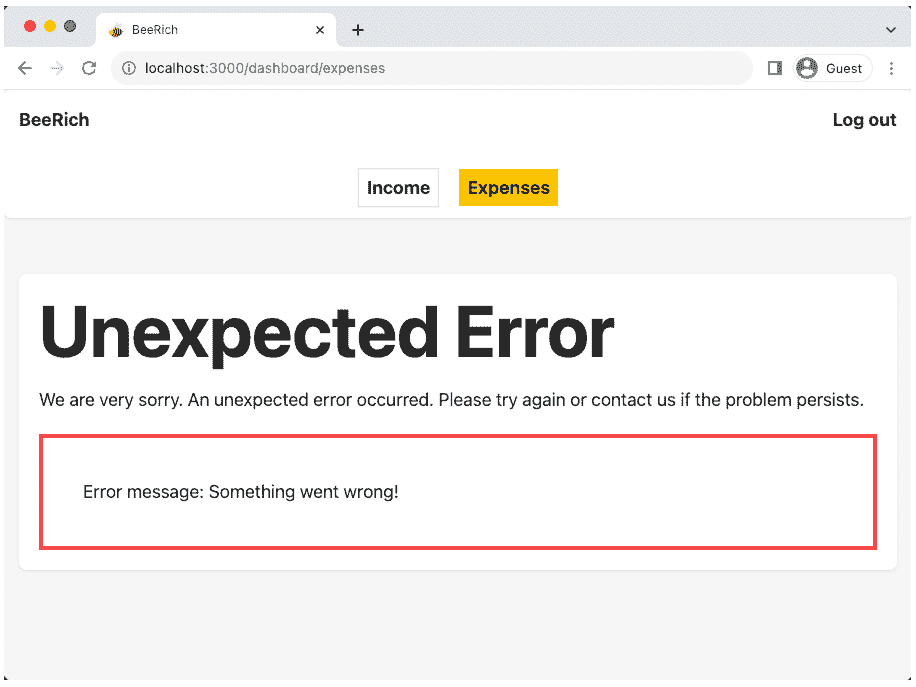 BeeRich
localhost:3000/dashboard/expenses
Guest
BeeRich
Log out
Income
Expenses
Unexpected Error
We are very sorry. An unexpected error occurred. Please try again or contact us if the problem persists.
Error message: Something went wrong!